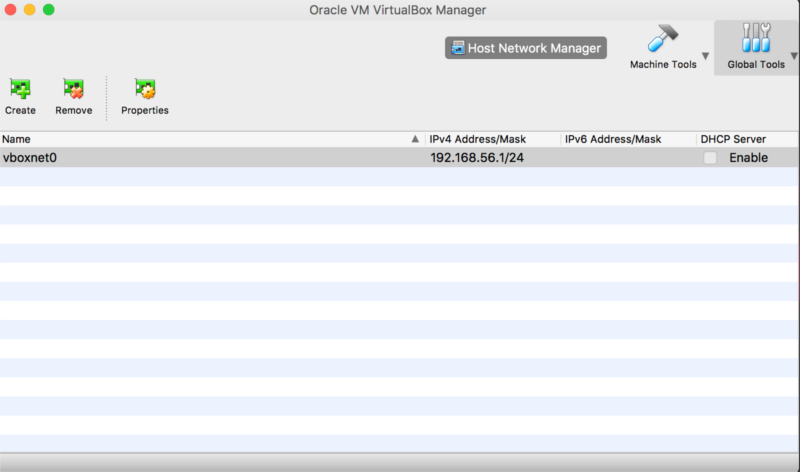 Oracle VM VirtualBox Manager
Host Network Manager
Machine Tools
Global Tools
Create Remove Properties
Name IPv4 Address/Mask IPv6 Address/Mask DHCP Server
vboxnet0 192.168.56.1/24 Enable